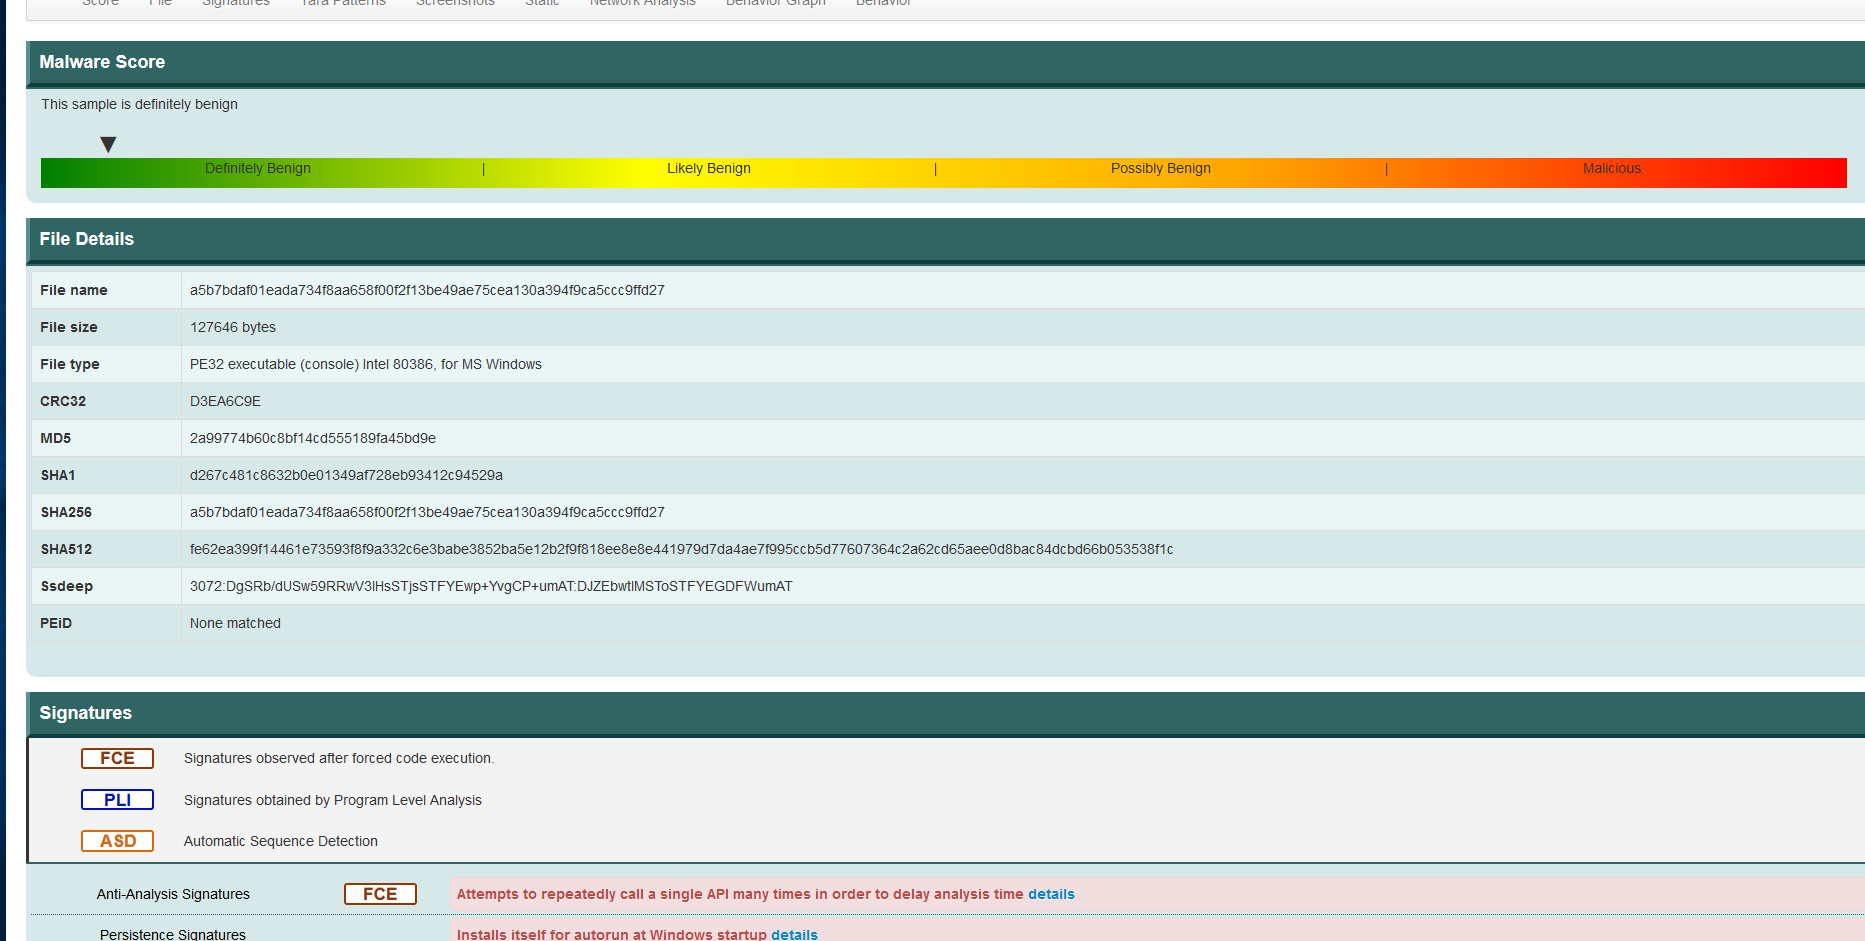 Score File Signatures Yara Patterns Screenshots Static Network Analysis Behavior Graph Behavior
Malware Score
This sample is definitely benign
Definitely Benign | Likely Benign | Possibly Benign | Malicious
File Details
File name a5b7bdaf01eada734f8aa658f00f2f13be49ae75cea130a394f9ca5ccc9ffd27
File size 127646 bytes
File type PE32 executable (console) Intel 80386, for MS Windows
CRC32 D3EA6C9E
MD5 2a99774b60c8bf14cd555189fa45bd9e
SHA1 d267c481c8632b0e01349af728eb93412c94529a
SHA256 a5b7bdaf01eada734f8aa658f00f2f13be49ae75cea130a394f9ca5ccc9ffd27
SHA512 fe62ea399f14461e73593f8f9a332c6e3babe3852ba5e12b2f9f818ee8e8e441979d7da4ae7f995ccb5d77607364c2a62cd65aee0d8bac84dcbd66b053538f1c
Ssdeep 3072:DgSRb/dUSw59RRwV3lHsSTjsSTFYEwp+YvgCP+umAT:DJZEbwtlMSToSTFYEGDFWumAT
PEiD None matched
Signatures
FCE Signatures observed after forced code execution.
PLI Signatures obtained by Program Level Analysis
ASD Automatic Sequence Detection
Anti-Analysis Signatures FCE Attempts to repeatedly call a single API many times in order to delay analysis time details
Persistence Signatures Installs itself for autorun at Windows startup details